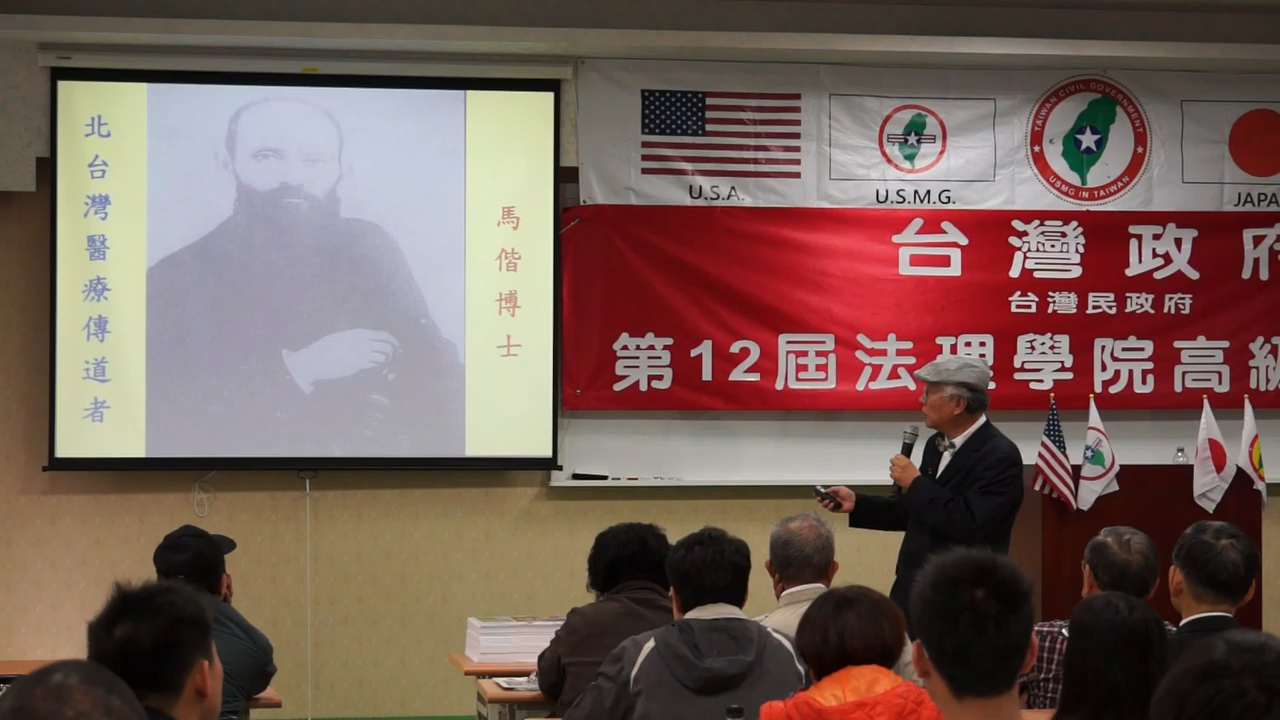 北台灣醫療傳道者
馬偕博士
U.S.A.
U.S.M.G.
TAIWAN CIVIL GOVERNMENT
USMG IN TAIWAN
JAPA
台灣政府
台灣民政府
第12屆法理學院高級